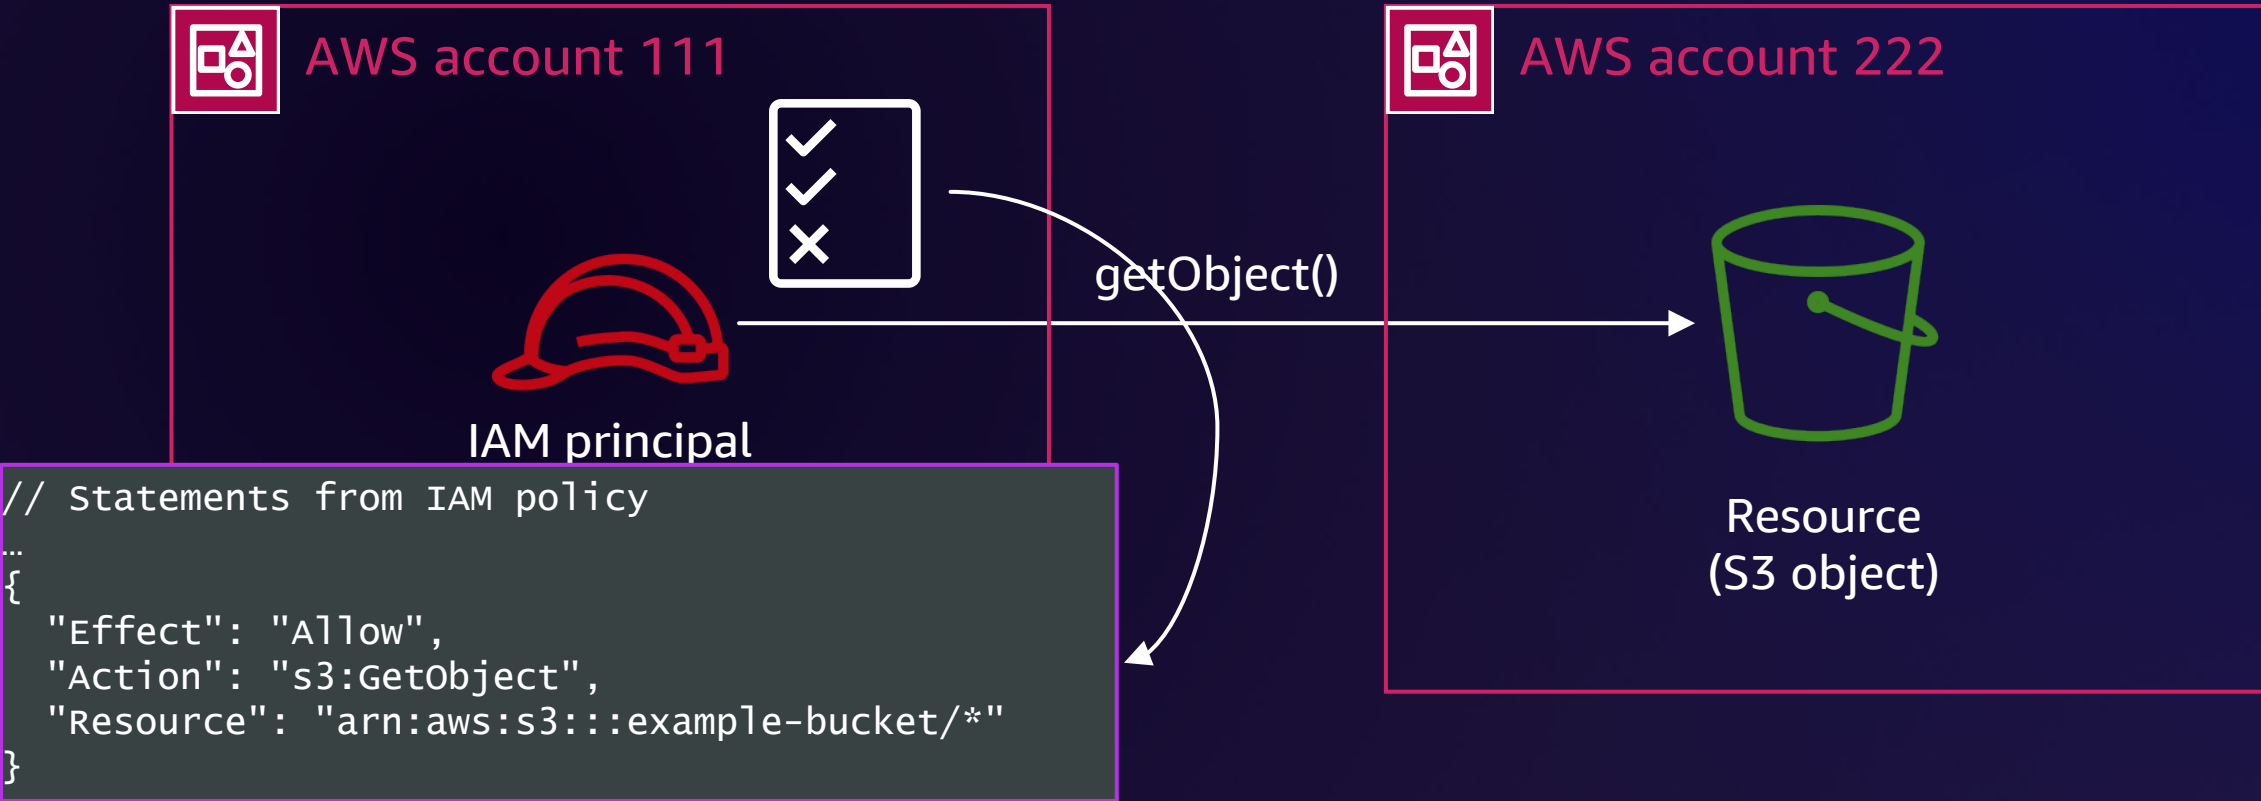 AWS account 111
AWS account 222
getObject()
IAM principal
Resource
(S3 object)
// Statements from IAM policy
…
{
  "Effect": "Allow",
  "Action": "s3:GetObject",
  "Resource": "arn:aws:s3:::example-bucket/*"
}